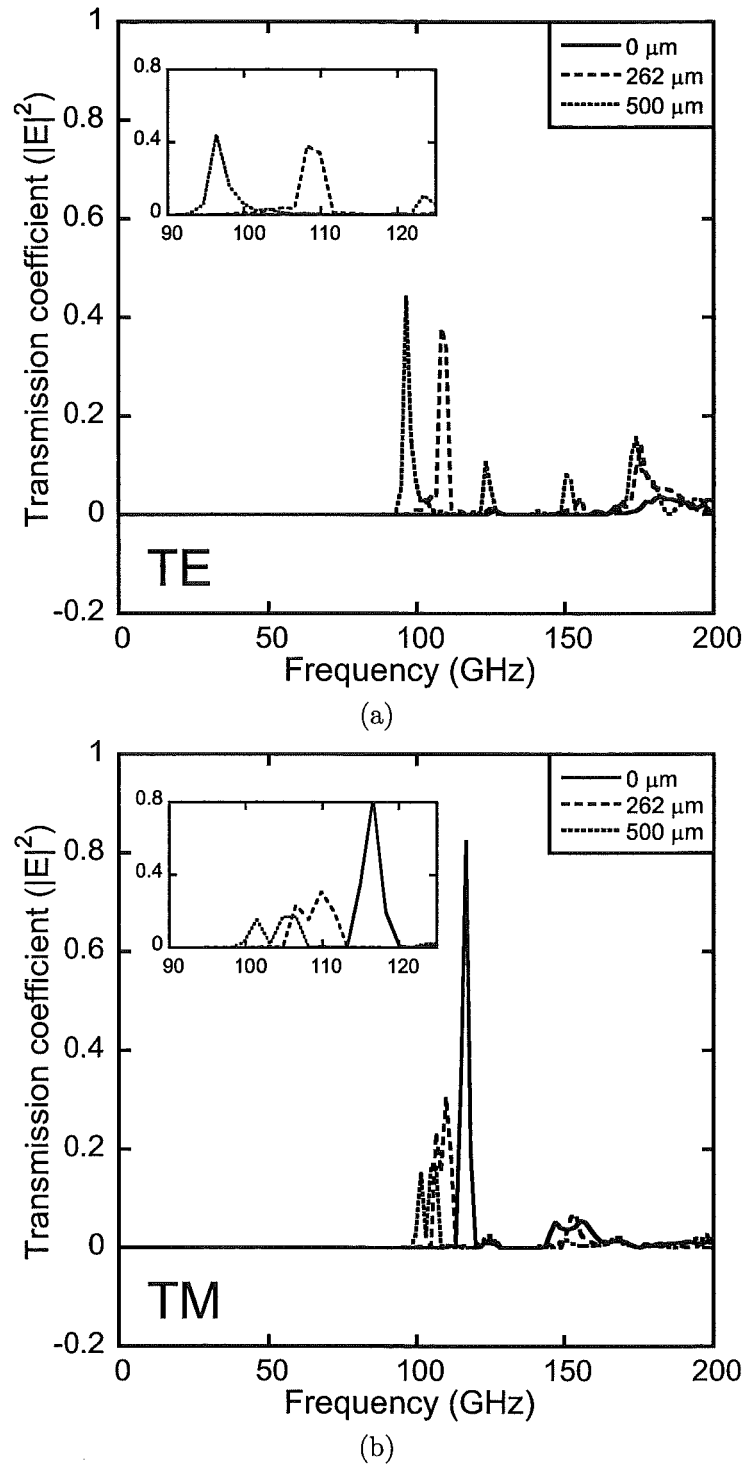 1
0.8
0.6
0.4
0.2
0
-0.2
Transmission coefficient (|E|²)
0 μm
262 μm
500 μm
0.8
0.4
0
90 100 110 120
TE
0 50 100 150 200
Frequency (GHz)
(a)
1
0.8
0.6
0.4
0.2
0
-0.2
Transmission coefficient (|E|²)
0 μm
262 μm
500 μm
0.8
0.4
0
90 100 110 120
TM
0 50 100 150 200
Frequency (GHz)
(b)